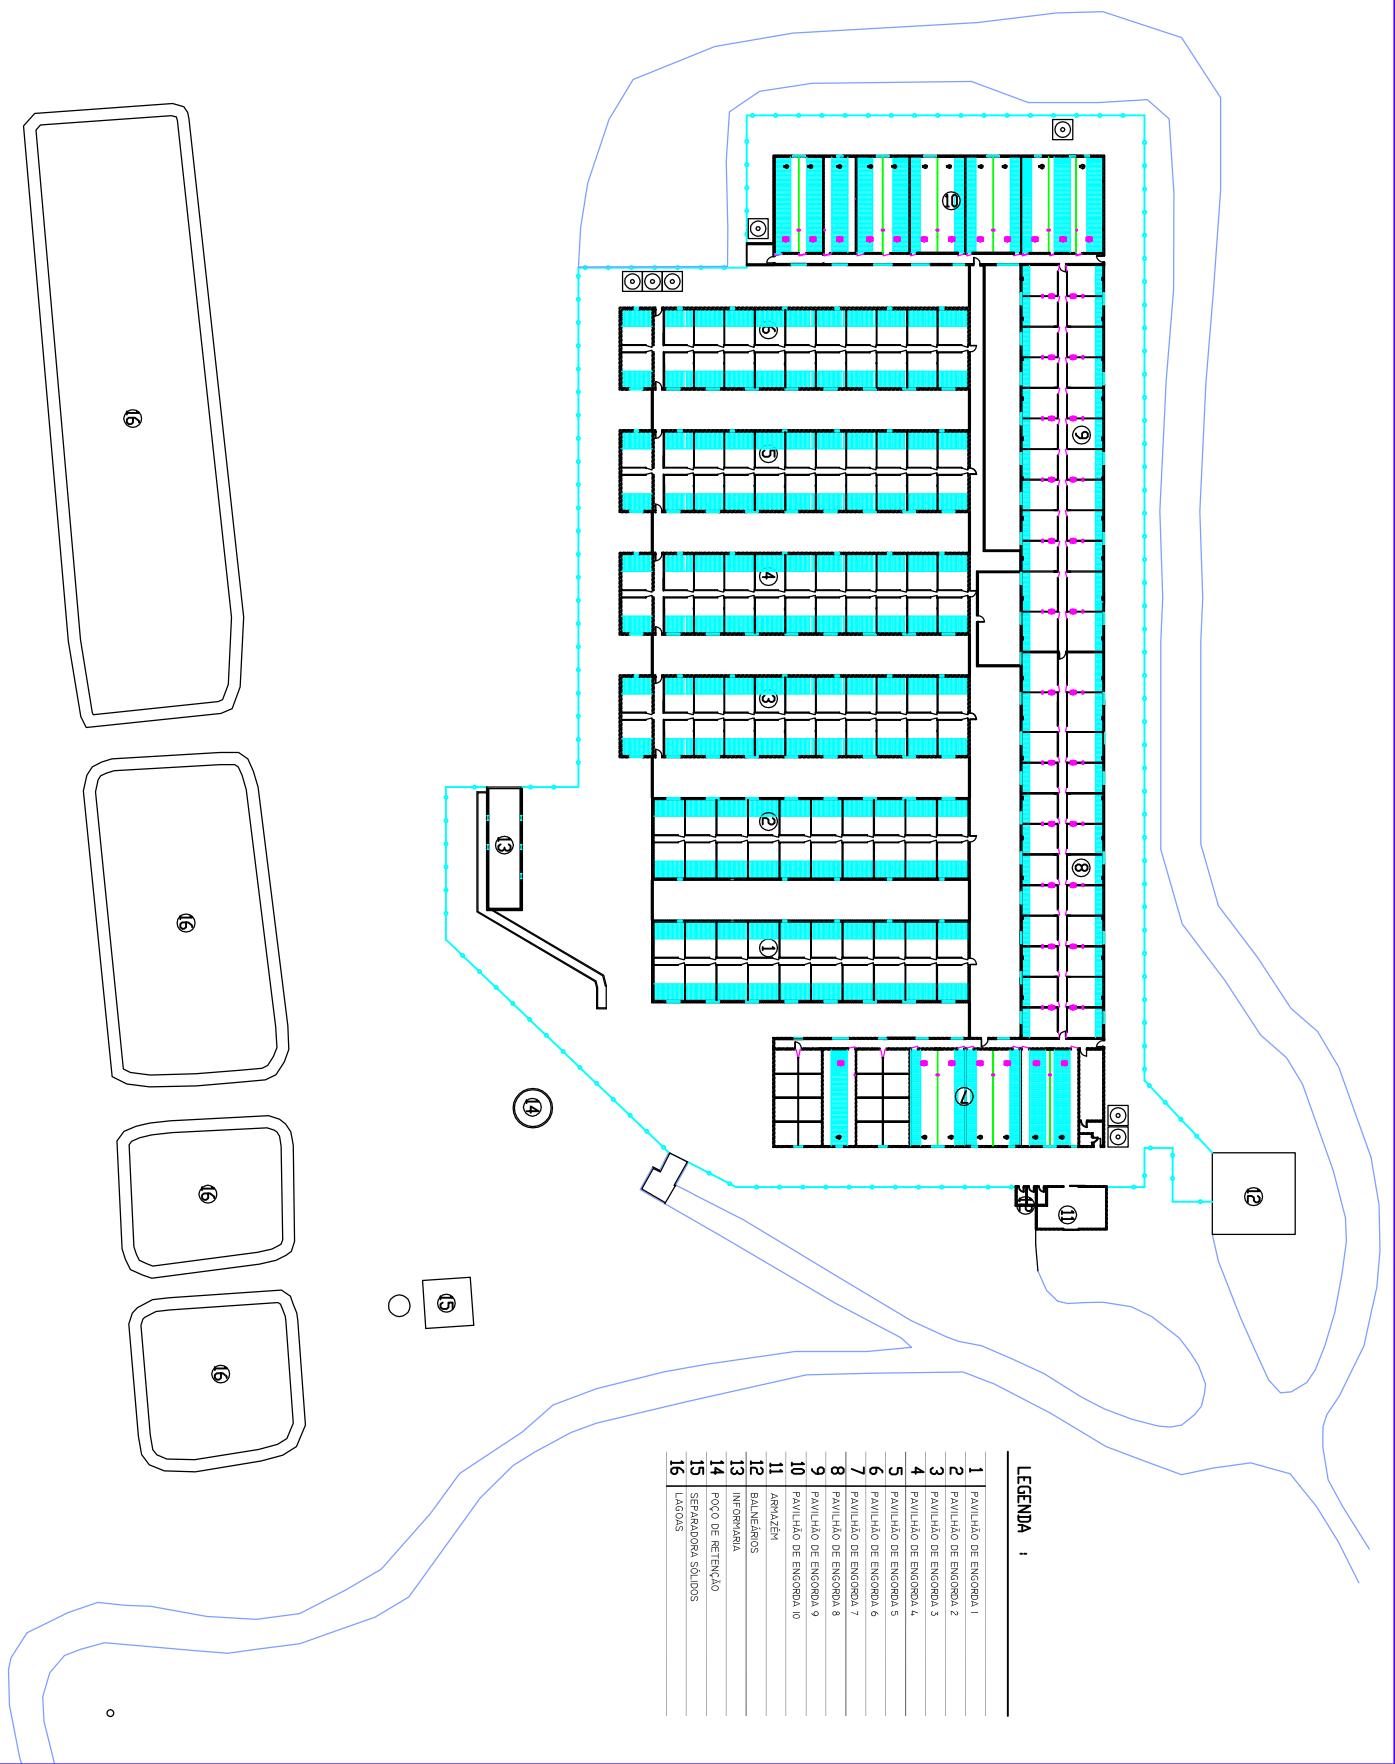 LEGENDA :
1 PAVILHÃO DE ENGORDA 1
2 PAVILHÃO DE ENGORDA 2
3 PAVILHÃO DE ENGORDA 3
4 PAVILHÃO DE ENGORDA 4
5 PAVILHÃO DE ENGORDA 5
6 PAVILHÃO DE ENGORDA 6
7 PAVILHÃO DE ENGORDA 7
8 PAVILHÃO DE ENGORDA 8
9 PAVILHÃO DE ENGORDA 9
10 PAVILHÃO DE ENGORDA 10
11 ARMAZÉM
12 BALNEÁRIOS
13 INFORMARIA
14 POÇO DE RETENÇÃO
15 SEPARADORA SÓLIDOS
16 LAGOAS
12
11
12
8
9
10
7
1
2
3
4
5
6
13
14
15
16
16
16
16